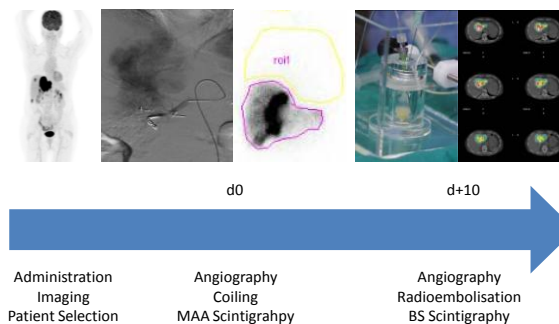 roi1
d0
d+10
Administration
Imaging
Patient Selection
Angiography
Coiling
MAA Scintigrahpy
Angiography
Radioembolisation
BS Scintigraphy